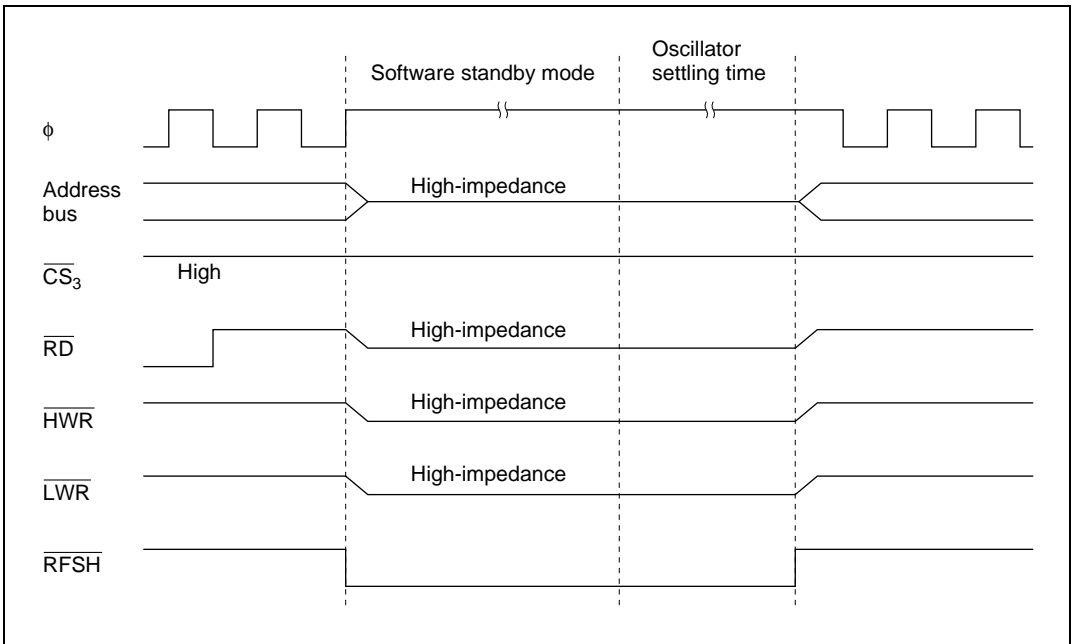 Oscillator
Software standby mode settling time
φ
Address High-impedance
bus
CS3 High
RD High-impedance
HWR High-impedance
LWR High-impedance
RFSH